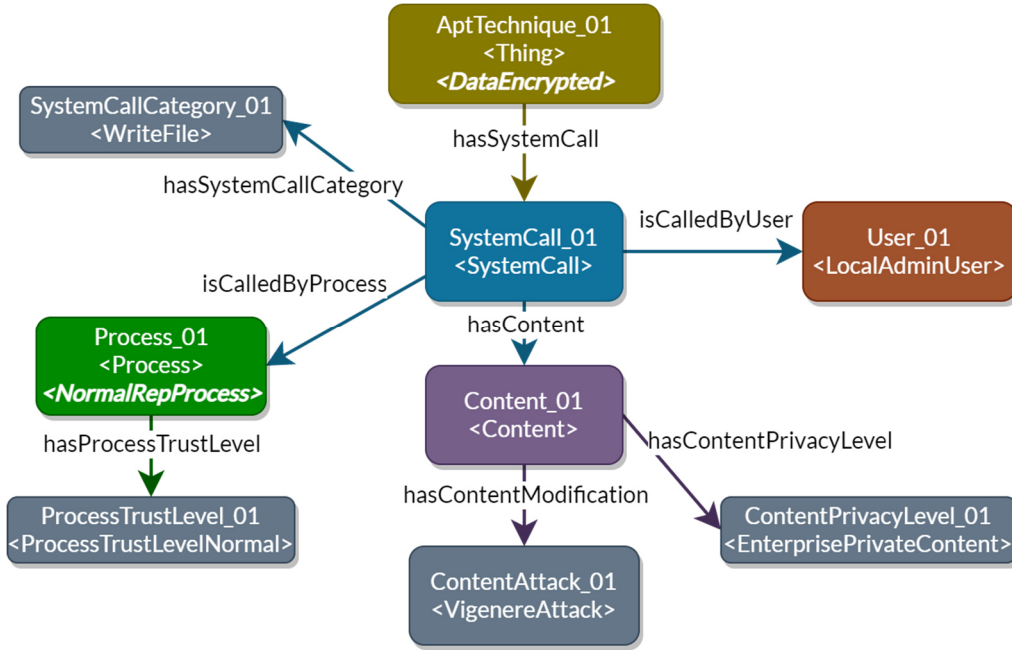 AptTechnique_01
<Thing>
<DataEncrypted>
SystemCallCategory_01
<WriteFile>
hasSystemCall
hasSystemCallCategory
SystemCall_01
<SystemCall>
isCalledByUser
User_01
<LocalAdminUser>
isCalledByProcess
hasContent
Process_01
<Process>
<NormalRepProcess>
Content_01
<Content>
hasProcessTrustLevel
hasContentPrivacyLevel
hasContentModification
ProcessTrustLevel_01
<ProcessTrustLevelNormal>
ContentPrivacyLevel_01
<EnterprisePrivateContent>
ContentAttack_01
<VigenereAttack>